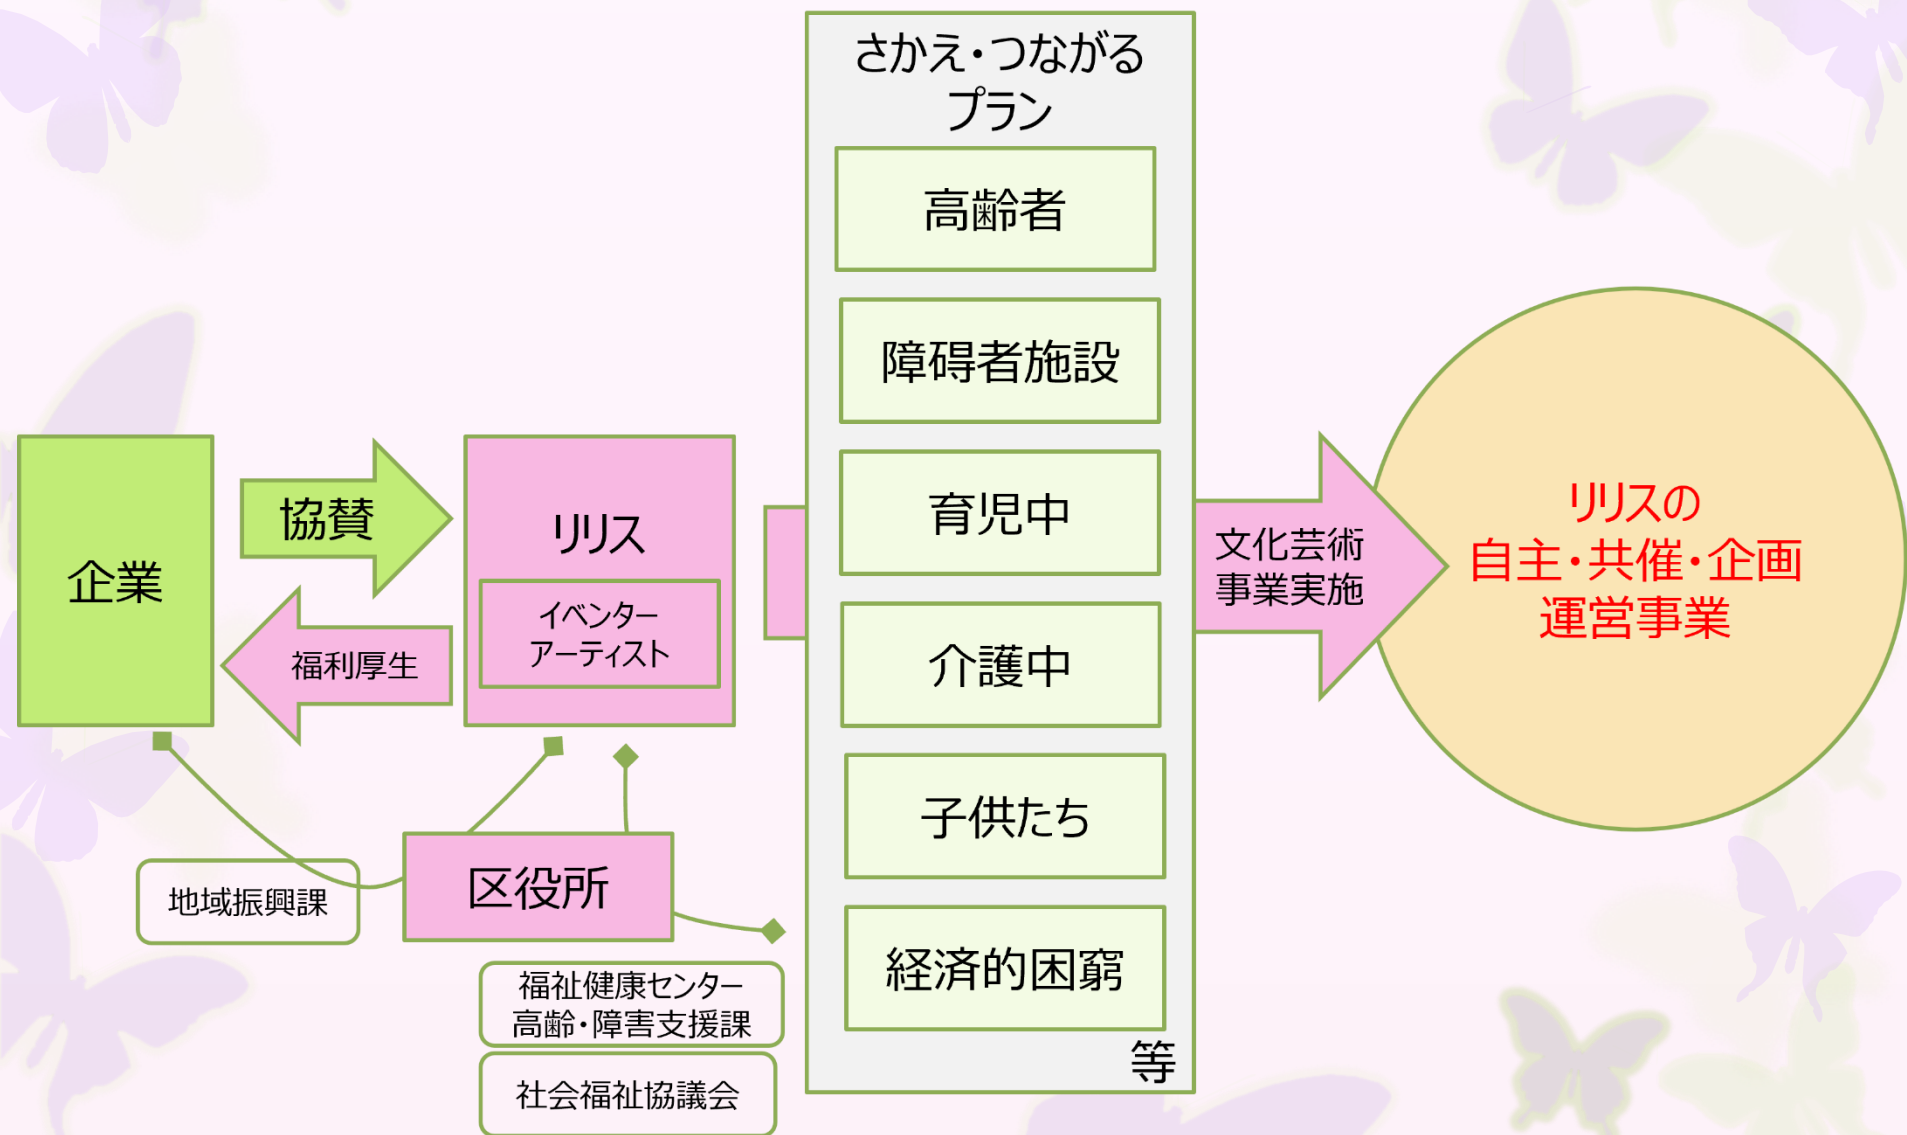 さかえ・つながる
プラン
高齢者
障碍者施設
育児中
介護中
子供たち
経済的困窮
等
企業
協賛
福利厚生
リリス
イベンター
アーティスト
文化芸術
事業実施
リリスの
自主・共催・企画
運営事業
区役所
地域振興課
福祉健康センター
高齢・障害支援課
社会福祉協議会